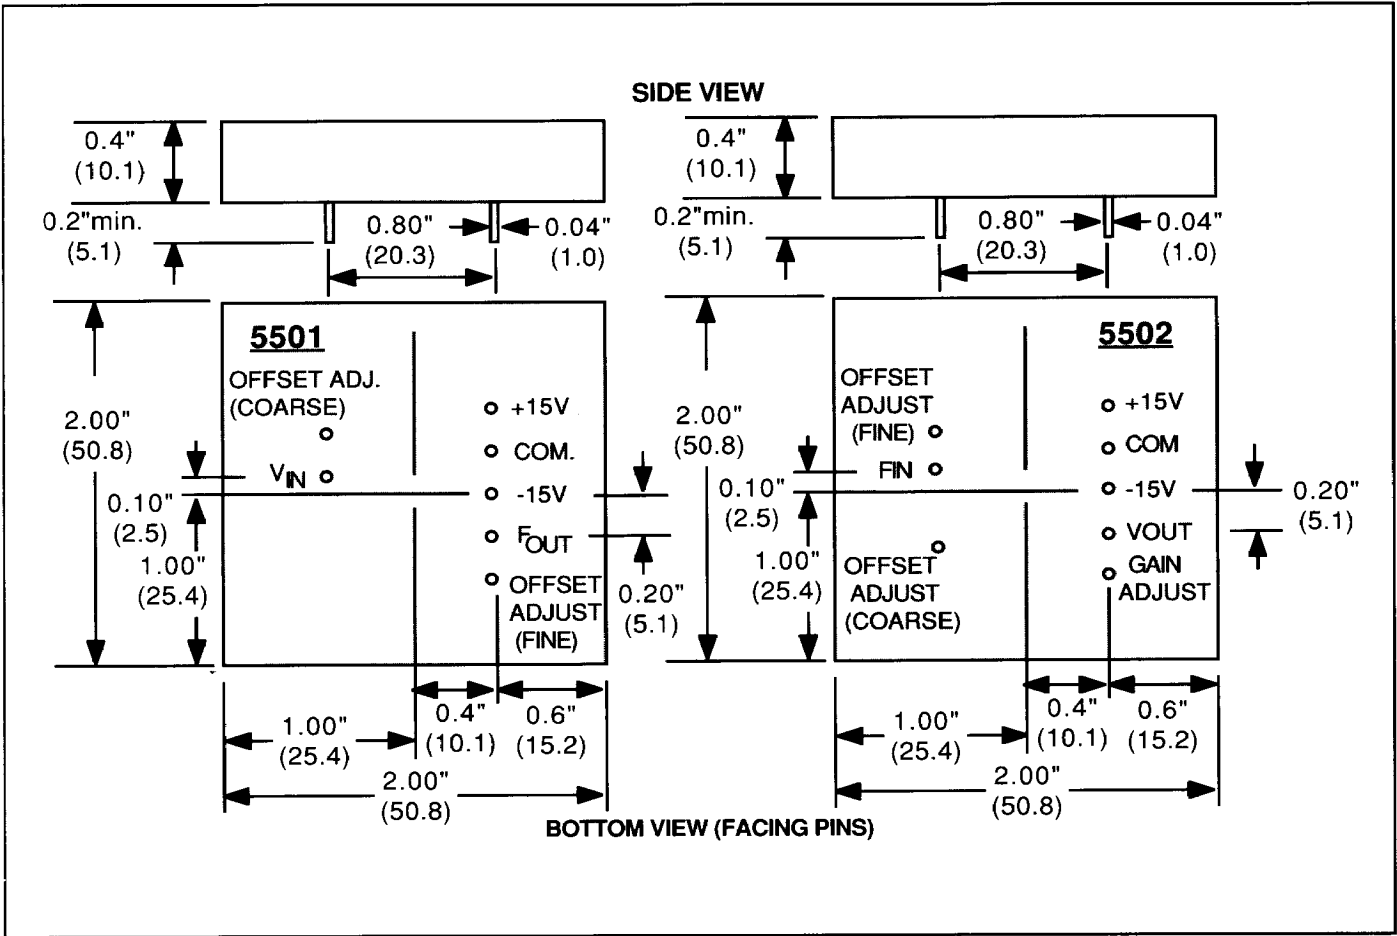 SIDE VIEW
0.4"
(10.1)
0.2"min.
(5.1)
0.80"
(20.3)
0.04"
(1.0)
0.4"
(10.1)
0.2"min.
(5.1)
0.80"
(20.3)
0.04"
(1.0)
5501
OFFSET ADJ.
(COARSE)
VIN
+15V
COM.
-15V
FOUT
OFFSET
ADJUST
(FINE)
2.00"
(50.8)
0.10"
(2.5)
1.00"
(25.4)
0.20"
(5.1)
1.00"
(25.4)
0.4"
(10.1)
0.6"
(15.2)
2.00"
(50.8)
5502
OFFSET
ADJUST
(FINE)
FIN
OFFSET
ADJUST
(COARSE)
+15V
COM
-15V
VOUT
GAIN
ADJUST
2.00"
(50.8)
0.10"
(2.5)
1.00"
(25.4)
0.20"
(5.1)
1.00"
(25.4)
0.4"
(10.1)
0.6"
(15.2)
2.00"
(50.8)
BOTTOM VIEW (FACING PINS)